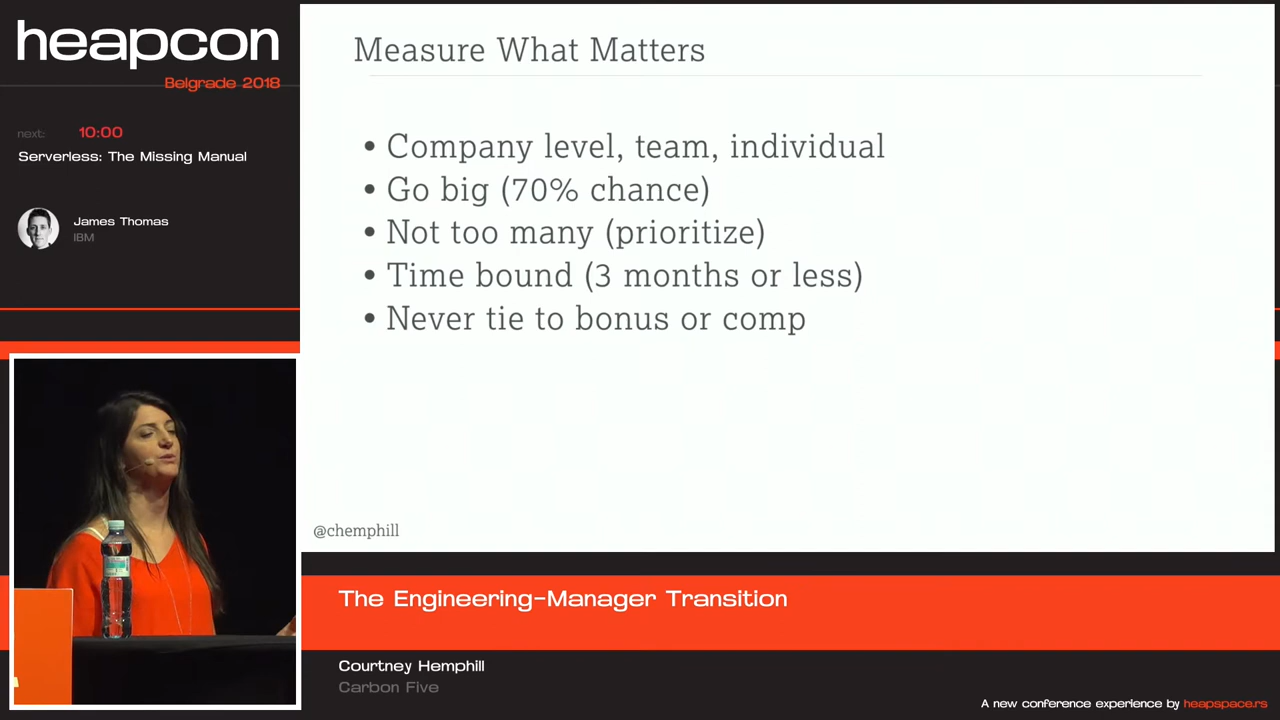 heapcon
Belgrade 2018
next: 10:00
Serverless: The Missing Manual
James Thomas
IBM
Measure What Matters
• Company level, team, individual
• Go big (70% chance)
• Not too many (prioritize)
• Time bound (3 months or less)
• Never tie to bonus or comp
@chemphill
The Engineering-Manager Transition
Courtney Hemphill
Carbon Five
A new conference experience by heapspace.rs